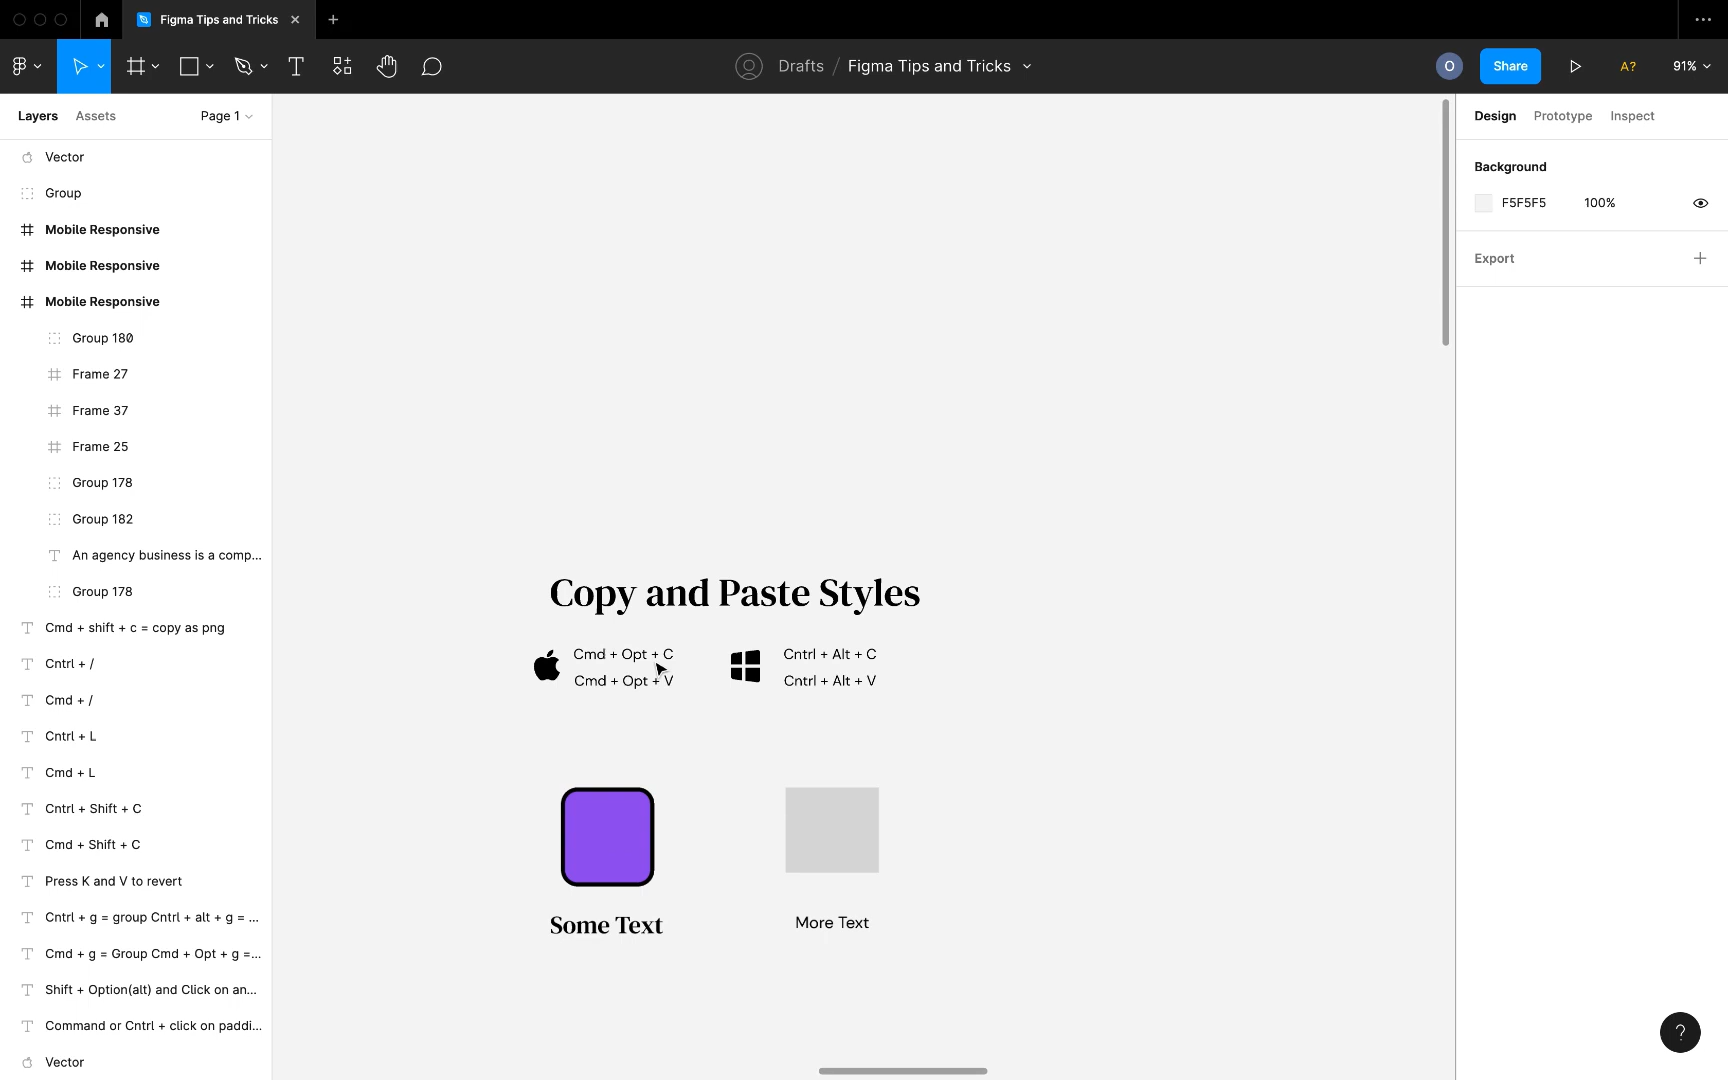 Figma Tips and Tricks
Drafts / Figma Tips and Tricks
O
Share
A?
91%
Layers
Assets
Page 1
Vector
Group
Mobile Responsive
Mobile Responsive
Mobile Responsive
Group 180
Frame 27
Frame 37
Frame 25
Group 178
Group 182
An agency business is a comp...
Group 178
Cmd + shift + c = copy as png
Cntrl + /
Cmd + /
Cntrl + L
Cmd + L
Cntrl + Shift + C
Cmd + Shift + C
Press K and V to revert
Cntrl + g = group Cntrl + alt + g = ...
Cmd + g = Group Cmd + Opt + g =...
Shift + Option(alt) and Click on an...
Command or Cntrl + click on paddi...
Vector
Copy and Paste Styles
Cmd + Opt + C
Cmd + Opt + V
Cntrl + Alt + C
Cntrl + Alt + V
Some Text
More Text
Design
Prototype
Inspect
Background
F5F5F5
100%
Export
?